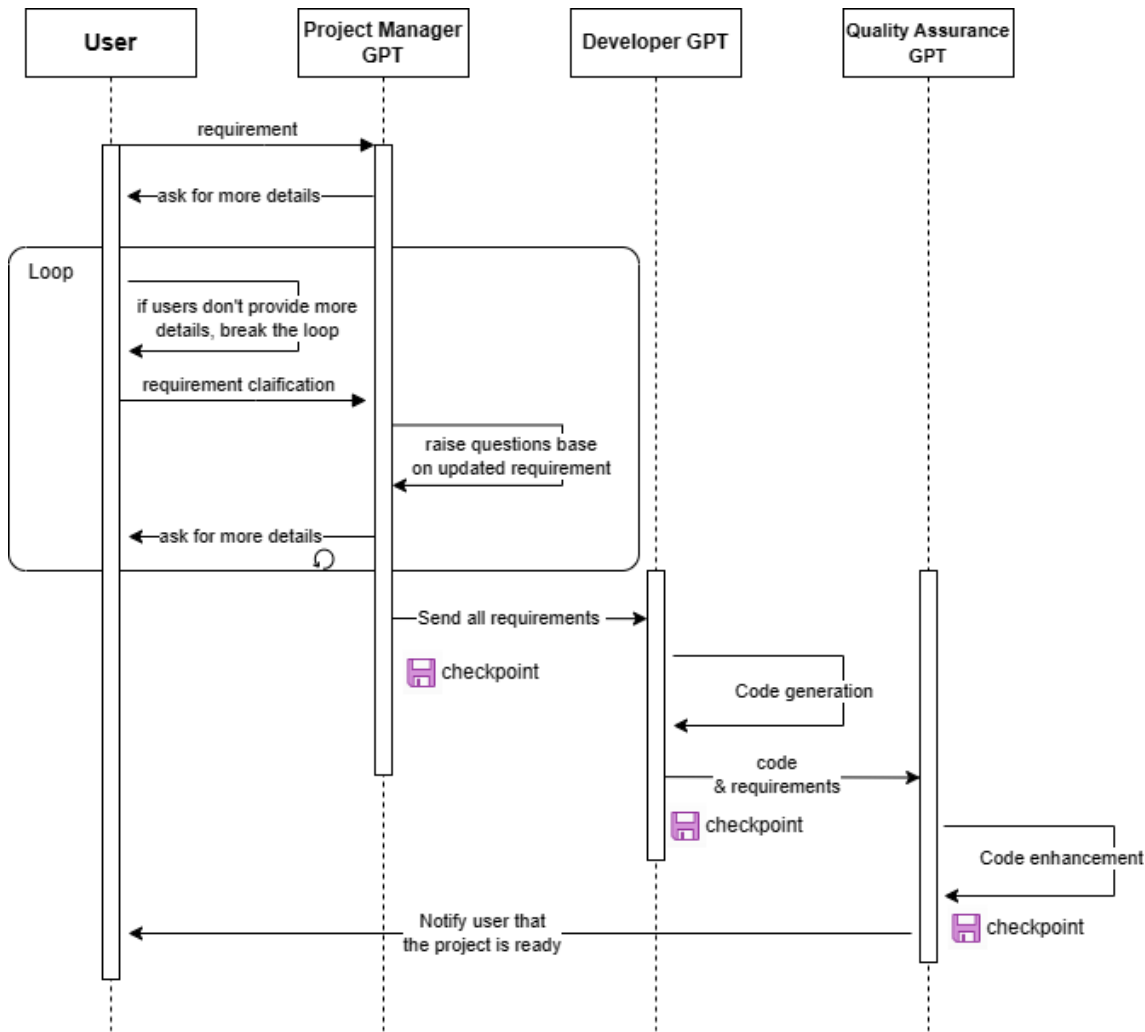 User
Project Manager
GPT
Developer GPT
Quality Assurance
GPT
requirement
ask for more details
Loop
if users don't provide more
details, break the loop
requirement claification
raise questions base
on updated requirement
ask for more details
Send all requirements
checkpoint
Code generation
code
& requirements
checkpoint
Code enhancement
checkpoint
Notify user that
the project is ready